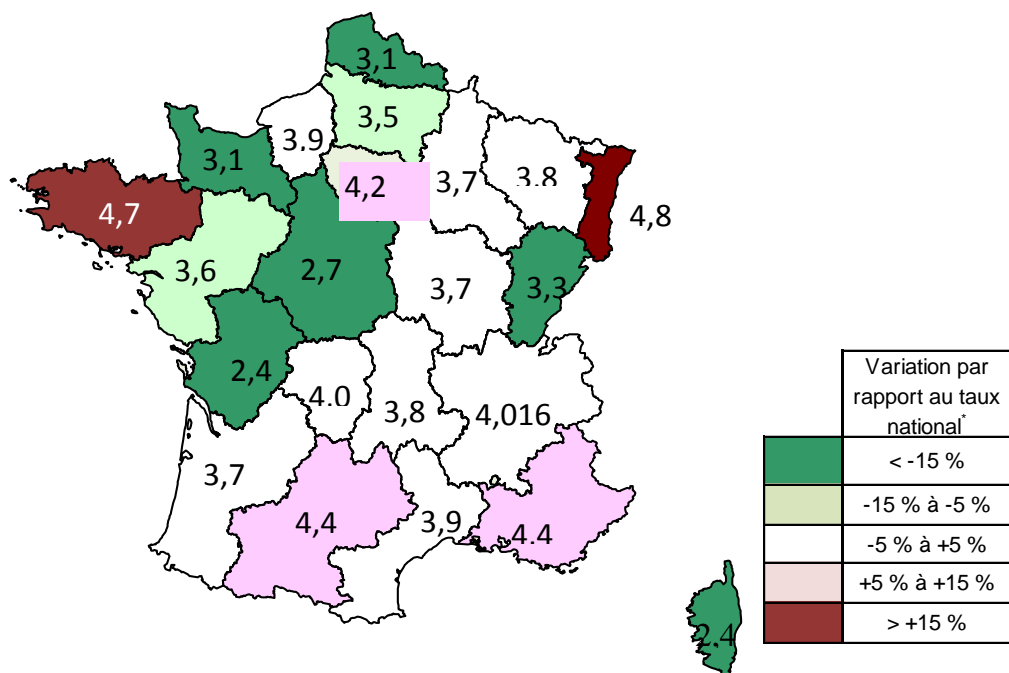 3,1
3,5
3.9
3,1
4,2
3,7
3.8
4,7
4,8
3,6
2,7
3,7
3,3
2,4
4.0
3,8
4,016
3,7
4,4
3,9
4.4
2.4
Variation par
rapport au taux
national*
< -15 %
-15 % à -5 %
-5 % à +5 %
+5 % à +15 %
> +15 %